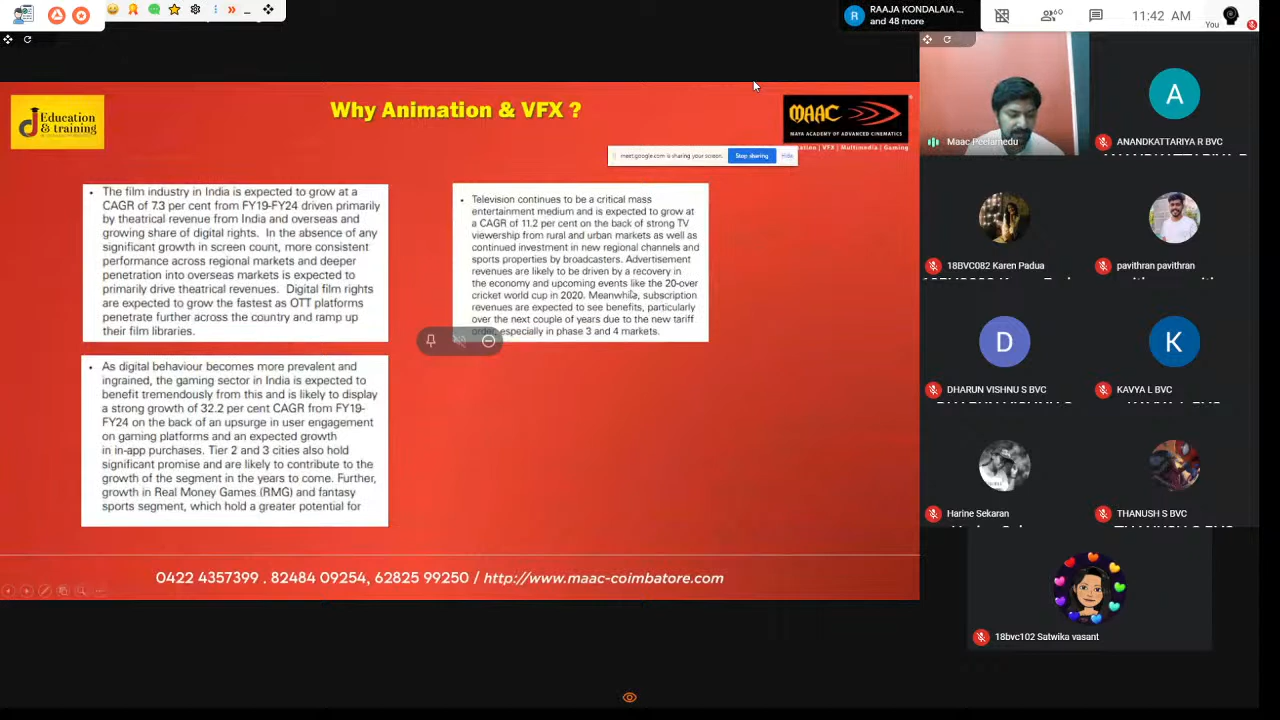 RAAJA KONDALAIA ...
and 48 more
60
11:42 AM
You
Education
& training
Why Animation & VFX ?
MAAC
MAYA ACADEMY OF ADVANCED CINEMATICS
| VFX | Multimedia | Gaming
meet.google.com is sharing your screen.
Stop sharing
Hide
• The film industry in India is expected to grow at a
CAGR of 7.3 per cent from FY19-FY24 driven primarily
by theatrical revenue from India and overseas and
growing share of digital rights. In the absence of any
significant growth in screen count, more consistent
performance across regional markets and deeper
penetration into overseas markets is expected to
primarily drive theatrical revenues. Digital film rights
are expected to grow the fastest as OTT platforms
penetrate further across the country and ramp up
their film libraries.
• Television continues to be a critical mass
entertainment medium and is expected to grow at
a CAGR of 11.2 per cent on the back of strong TV
viewership from rural and urban markets as well as
continued investment in new regional channels and
sports properties by broadcasters. Advertisement
revenues are likely to be driven by a recovery in
the economy and upcoming events like the 20-over
cricket world cup in 2020. Meanwhile, subscription
revenues are expected to see benefits, particularly
over the next couple of years due to the new tariff
order, especially in phase 3 and 4 markets.
• As digital behaviour becomes more prevalent and
ingrained, the gaming sector in India is expected to
benefit tremendously from this and is likely to display
a strong growth of 32.2 per cent CAGR from FY19-
FY24 on the back of an upsurge in user engagement
on gaming platforms and an expected growth
in in-app purchases. Tier 2 and 3 cities also hold
significant promise and are likely to contribute to the
growth of the segment in the years to come. Further,
growth in Real Money Games (RMG) and fantasy
sports segment, which hold a greater potential for
0422 4357399 . 82484 09254, 62825 99250 / http://www.maac-coimbatore.com
Maac Peelamedu
A
ANANDKATTARIYA R BVC
18BVC082 Karen Padua
pavithran pavithran
D
DHARUN VISHNU S BVC
K
KAVYA L BVC
Harine Sekaran
THANUSH S BVC
18bvc102 Satwika vasant
R